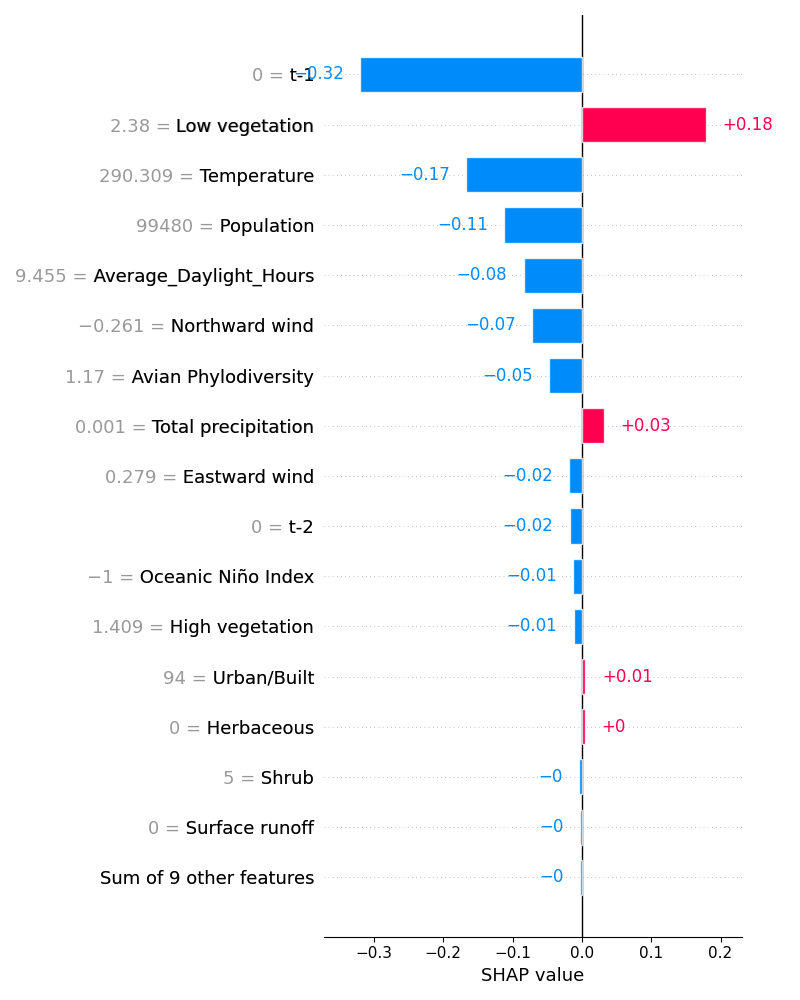 0 = t-1 −0.32
2.38 = Low vegetation +0.18
290.309 = Temperature −0.17
99480 = Population −0.11
9.455 = Average_Daylight_Hours −0.08
−0.261 = Northward wind −0.07
1.17 = Avian Phylodiversity −0.05
0.001 = Total precipitation +0.03
0.279 = Eastward wind −0.02
0 = t-2 −0.02
−1 = Oceanic Niño Index −0.01
1.409 = High vegetation −0.01
94 = Urban/Built +0.01
0 = Herbaceous +0
5 = Shrub −0
0 = Surface runoff −0
Sum of 9 other features −0
−0.3 −0.2 −0.1 0.0 0.1 0.2
SHAP value